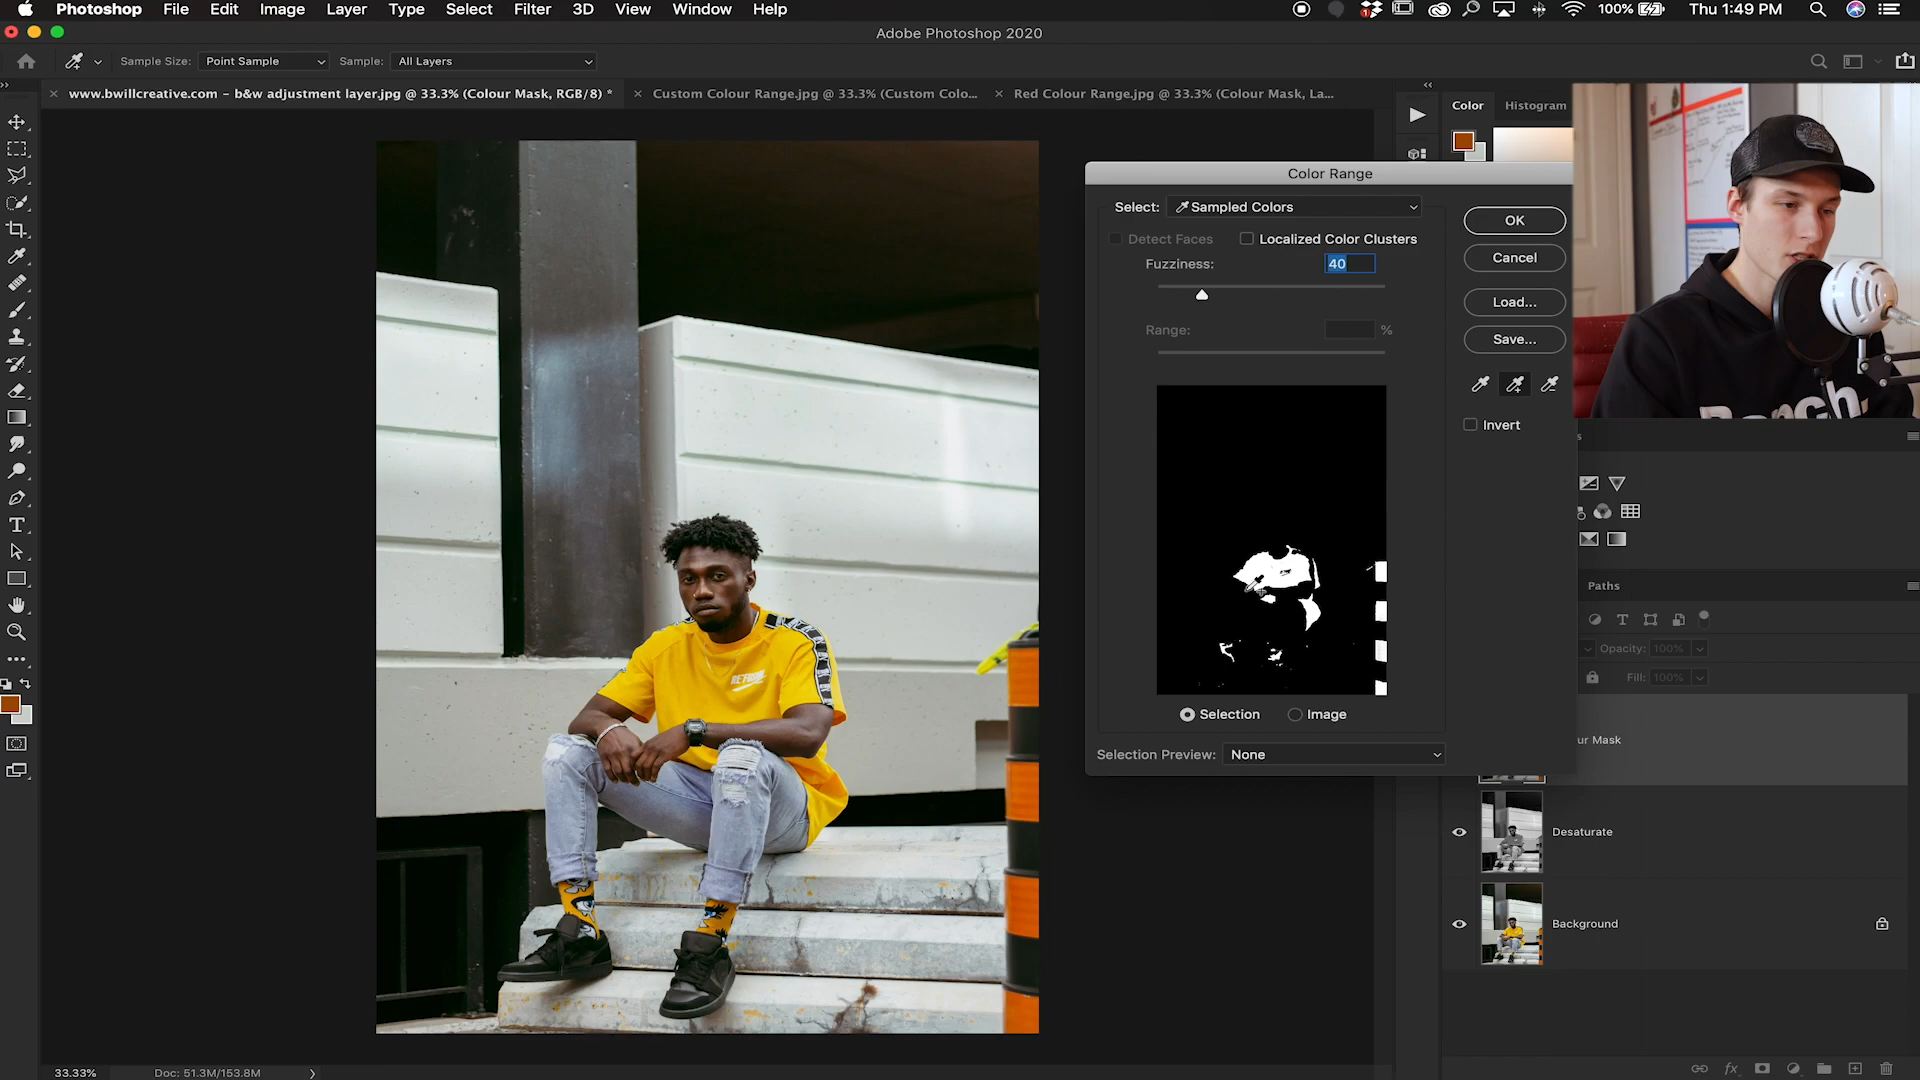 Photoshop File Edit Image Layer Type Select Filter 3D View Window Help 100% Thu 1:49 PM
Adobe Photoshop 2020
Sample Size: Point Sample Sample: All Layers
www.bwillcreative.com – b&w adjustment layer.jpg @ 33.3% (Colour Mask, RGB/8) * Custom Colour Range.jpg @ 33.3% (Custom Colo... Red Colour Range.jpg @ 33.3% (Colour Mask, La...
Color Histogram
Color Range
Select: Sampled Colors
OK
Detect Faces Localized Color Clusters
Cancel
Fuzziness: 40
Load...
Range: %
Save...
Invert
Selection Image
Selection Preview: None
Paths
Opacity: 100%
Fill: 100%
ur Mask
Desaturate
Background
33.33% Doc: 51.3M/153.8M